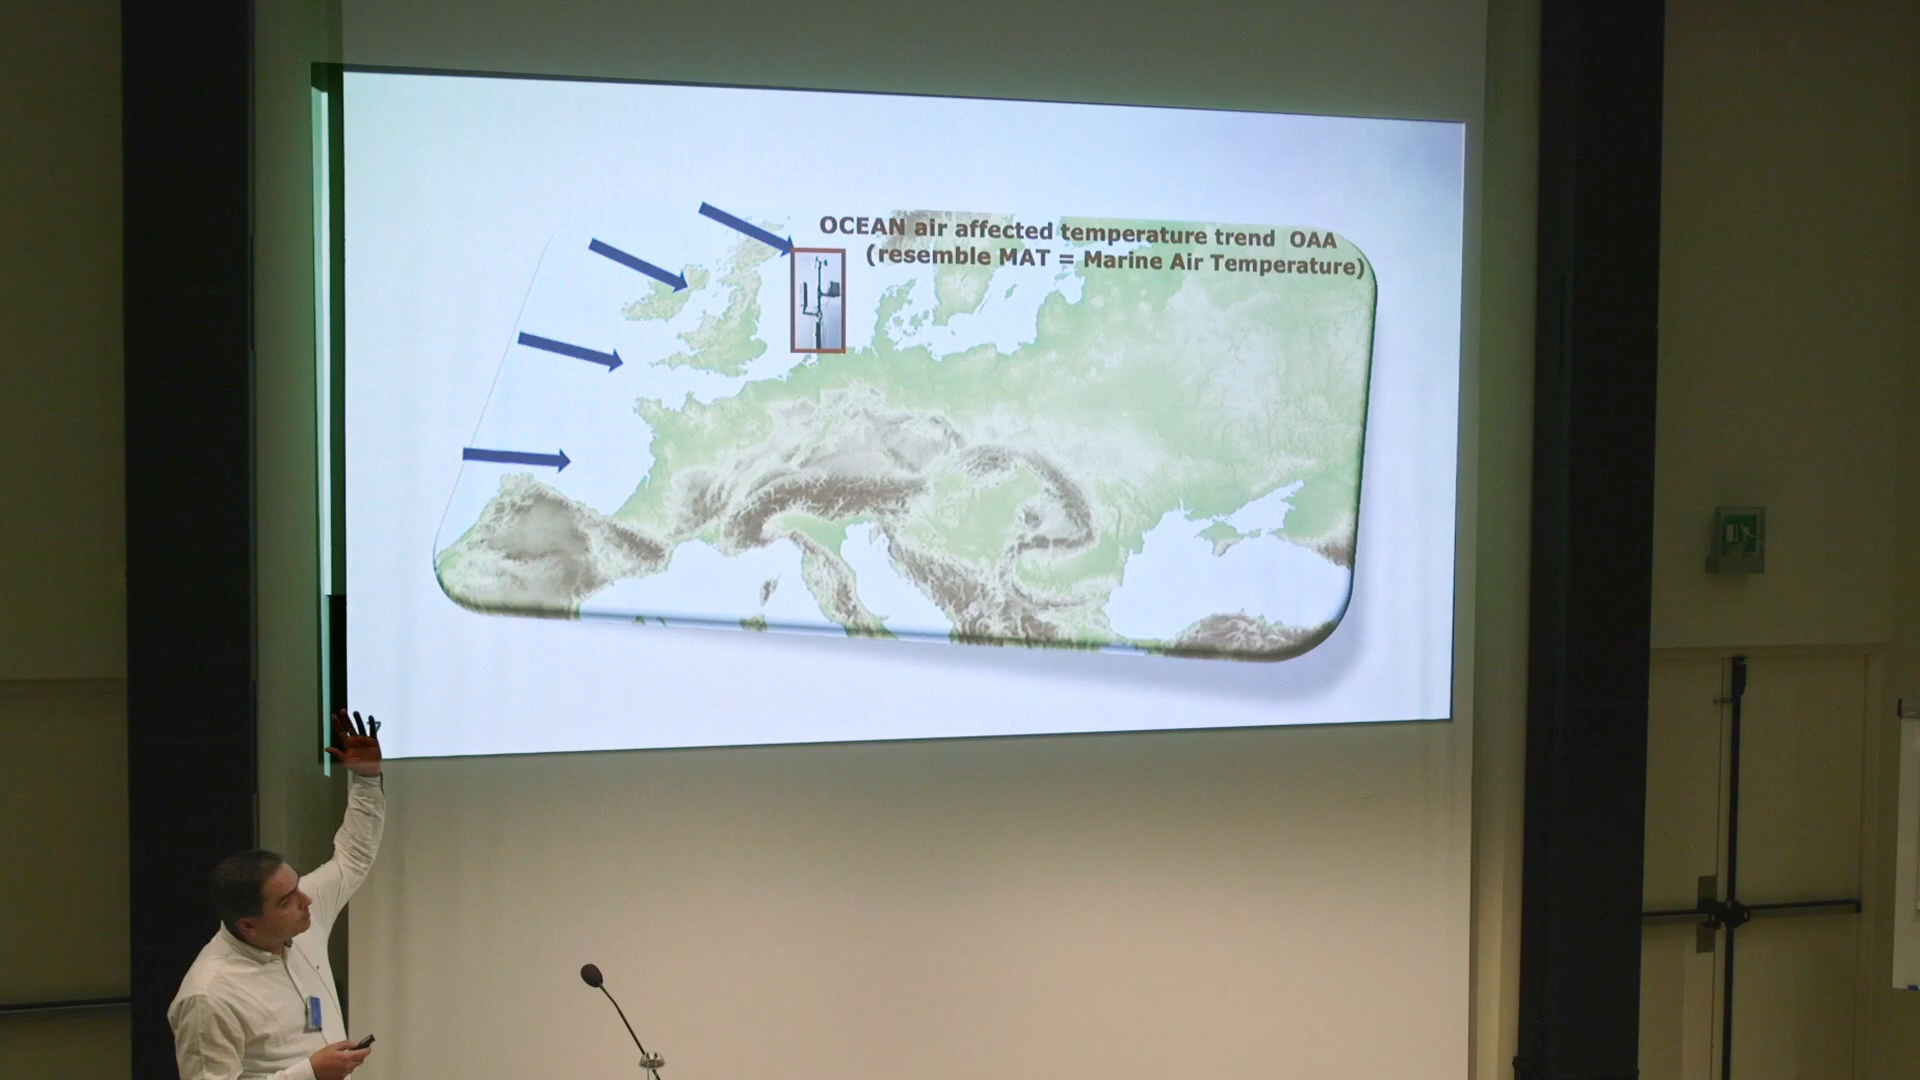 OCEAN air affected temperature trend OAA
(resemble MAT = Marine Air Temperature)